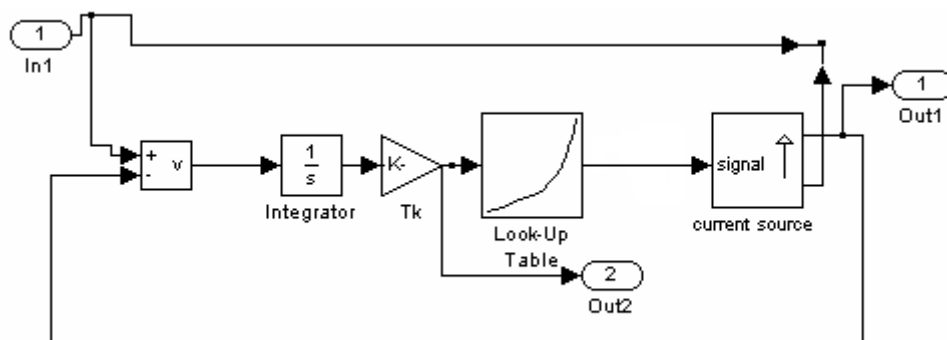 1
In1
1
Out1
+
-
v
1
s
Integrator
K-
Tk
Look-Up
Table
signal
current source
2
Out2